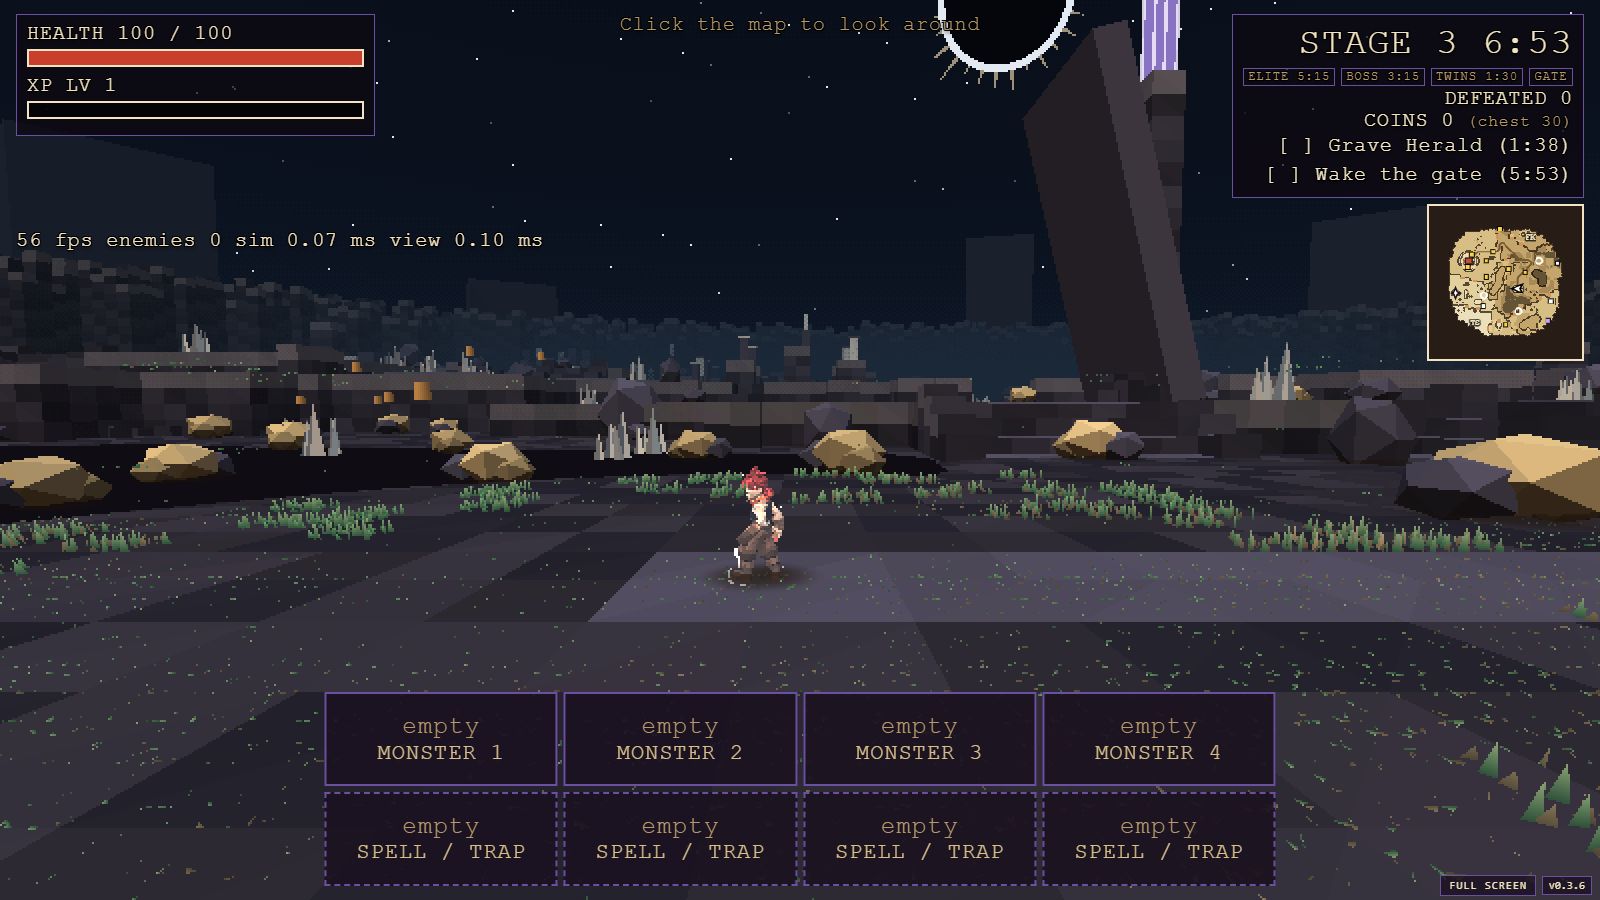 HEALTH 100 / 100
XP LV 1
Click the map to look around
STAGE 3 6:53
ELITE 5:15 BOSS 3:15 TWINS 1:30 GATE
DEFEATED 0
COINS 0 (chest 30)
[ ] Grave Herald (1:38)
[ ] Wake the gate (5:53)
56 fps enemies 0 sim 0.07 ms view 0.10 ms
empty
MONSTER 1
empty
MONSTER 2
empty
MONSTER 3
empty
MONSTER 4
empty
SPELL / TRAP
empty
SPELL / TRAP
empty
SPELL / TRAP
empty
SPELL / TRAP
FULL SCREEN
v0.3.6